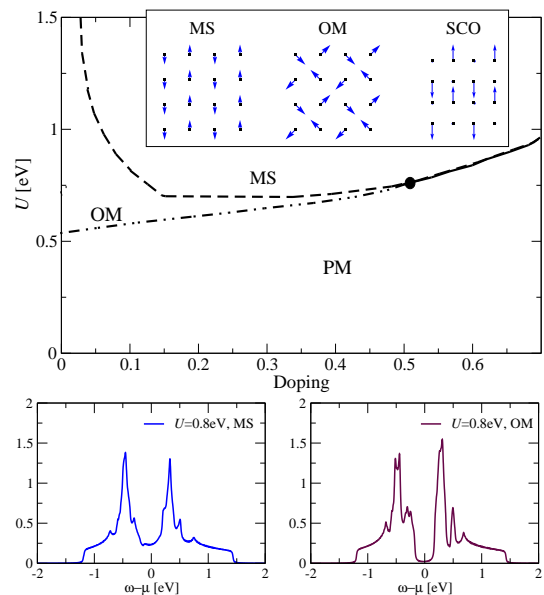 MS OM SCO
1.5
1
0.5
0
U [eV]
MS
OM
PM
0 0.1 0.2 0.3 0.4 0.5 0.6
Doping
2
1.5
1
0.5
0
U=0.8eV, MS
-2 -1 0 1 2
ω−μ [eV]
2
1.5
1
0.5
0
U=0.8eV, OM
-2 -1 0 1 2
ω−μ [eV]